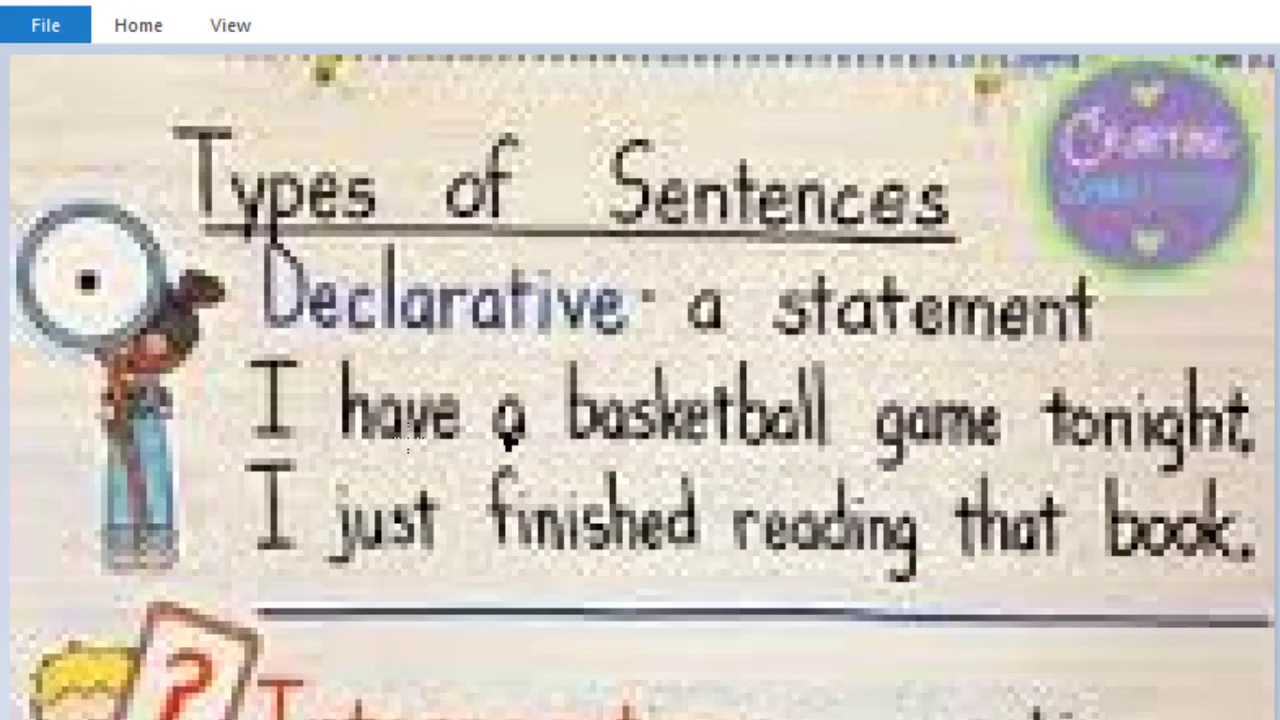 File Home View
Types of Sentences
Declarative - a statement
I have a basketball game tonight.
I just finished reading that book.